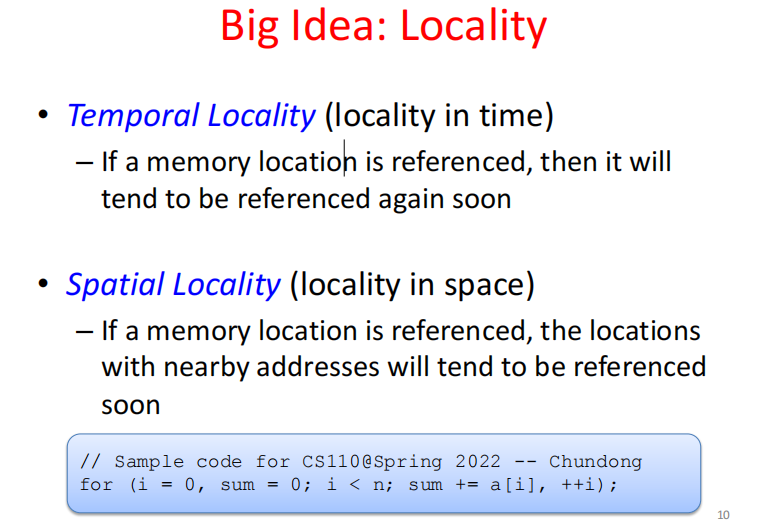 Big Idea: Locality
• Temporal Locality (locality in time)
– If a memory location is referenced, then it will
tend to be referenced again soon
• Spatial Locality (locality in space)
– If a memory location is referenced, the locations
with nearby addresses will tend to be referenced
soon
// Sample code for CS110@Spring 2022 -- Chundong
for (i = 0, sum = 0; i < n; sum += a[i], ++i);
10